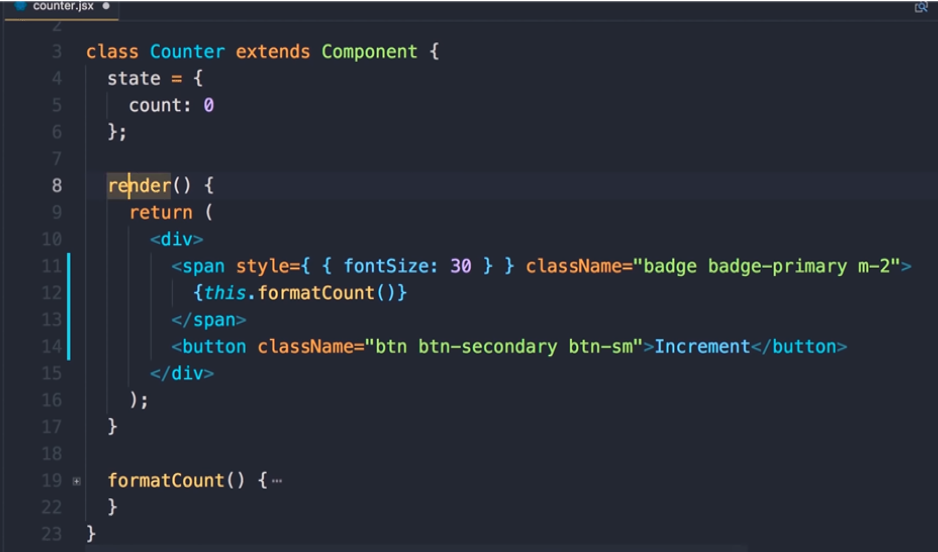 counter.jsx ●
2
3 class Counter extends Component {
4   state = {
5     count: 0
6   };
7
8   render() {
9     return (
10       <div>
11         <span style={ { fontSize: 30 } } className="badge badge-primary m-2">
12           {this.formatCount()}
13         </span>
14         <button className="btn btn-secondary btn-sm">Increment</button>
15       </div>
16     );
17   }
18
19   formatCount() {⋯
22   }
23 }